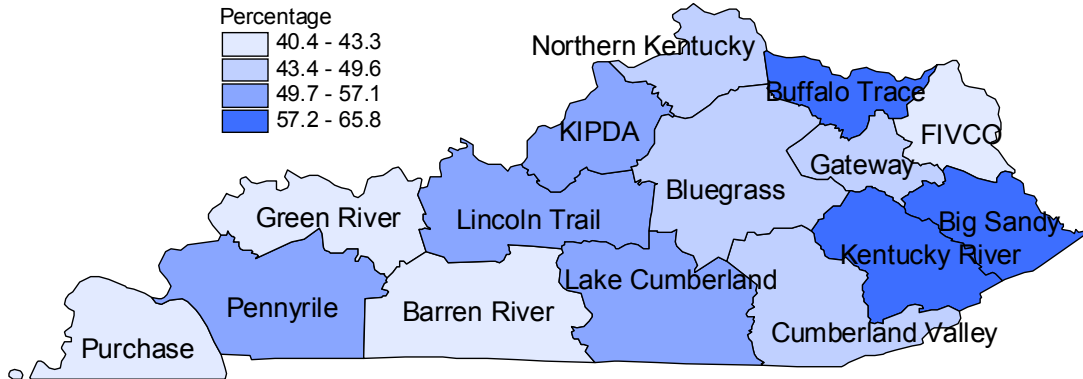 Percentage
40.4 - 43.3
43.4 - 49.6
49.7 - 57.1
57.2 - 65.8
Northern Kentucky
Buffalo Trace
KIPDA
FIVCO
Gateway
Bluegrass
Green River
Lincoln Trail
Big Sandy
Kentucky River
Lake Cumberland
Pennyrile
Barren River
Cumberland Valley
Purchase